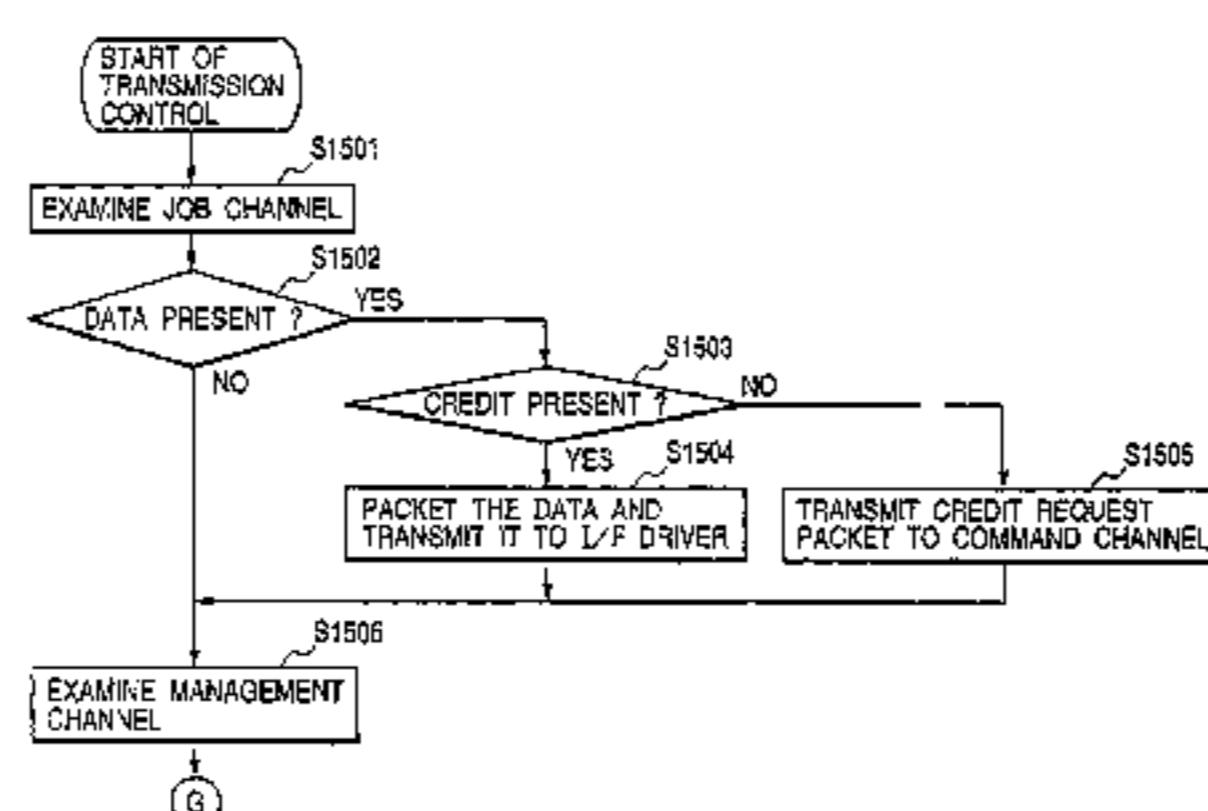 START OF
TRANSMISSION
CONTROL
S1501
EXAMINE JOB CHANNEL
S1502
DATA PRESENT ?
YES
NO
S1503
CREDIT PRESENT ?
NO
YES
S1504
PACKET THE DATA AND
TRANSMIT IT TO I/F DRIVER
S1505
TRANSMIT CREDIT REQUEST
PACKET TO COMMAND CHANNEL
S1506
EXAMINE MANAGEMENT
CHANNEL
G